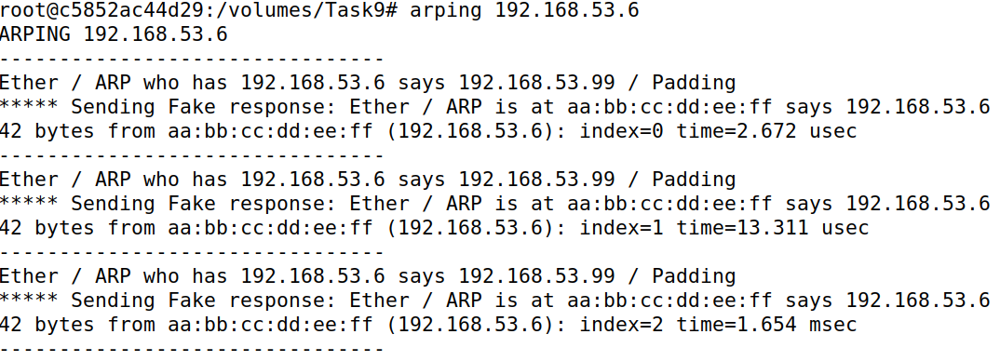 root@c5852ac44d29:/volumes/Task9# arping 192.168.53.6
ARPING 192.168.53.6
--------------------------------
Ether / ARP who has 192.168.53.6 says 192.168.53.99 / Padding
***** Sending Fake response: Ether / ARP is at aa:bb:cc:dd:ee:ff says 192.168.53.6
42 bytes from aa:bb:cc:dd:ee:ff (192.168.53.6): index=0 time=2.672 usec
--------------------------------
Ether / ARP who has 192.168.53.6 says 192.168.53.99 / Padding
***** Sending Fake response: Ether / ARP is at aa:bb:cc:dd:ee:ff says 192.168.53.6
42 bytes from aa:bb:cc:dd:ee:ff (192.168.53.6): index=1 time=13.311 usec
--------------------------------
Ether / ARP who has 192.168.53.6 says 192.168.53.99 / Padding
***** Sending Fake response: Ether / ARP is at aa:bb:cc:dd:ee:ff says 192.168.53.6
42 bytes from aa:bb:cc:dd:ee:ff (192.168.53.6): index=2 time=1.654 msec
--------------------------------